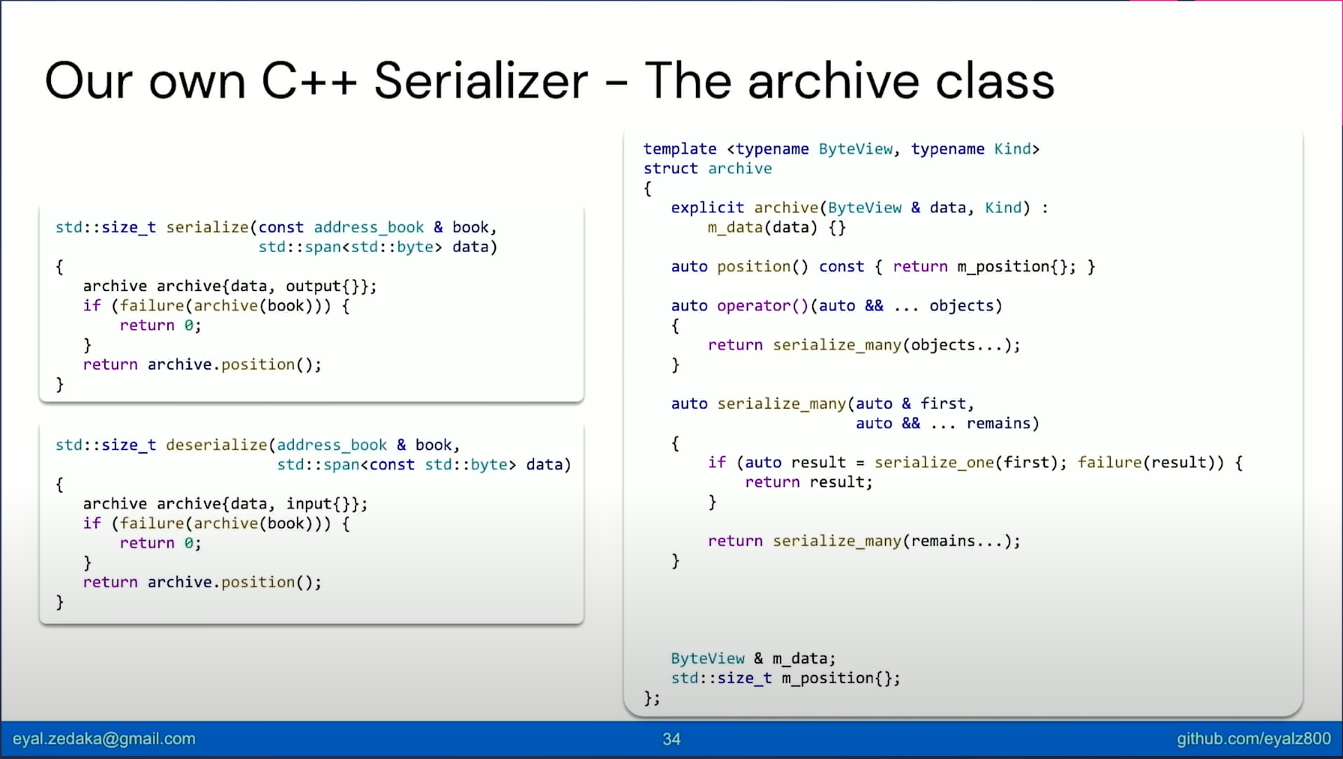 Our own C++ Serializer – The archive class
std::size_t serialize(const address_book & book,
                      std::span<std::byte> data)
{
   archive archive{data, output{}};
   if (failure(archive(book))) {
       return 0;
   }
   return archive.position();
}
std::size_t deserialize(address_book & book,
                        std::span<const std::byte> data)
{
   archive archive{data, input{}};
   if (failure(archive(book))) {
       return 0;
   }
   return archive.position();
}
template <typename ByteView, typename Kind>
struct archive
{
   explicit archive(ByteView & data, Kind) :
       m_data(data) {}
   auto position() const { return m_position{}; }
   auto operator()(auto && ... objects)
   {
       return serialize_many(objects...);
   }
   auto serialize_many(auto & first,
                       auto && ... remains)
   {
       if (auto result = serialize_one(first); failure(result)) {
           return result;
       }
       return serialize_many(remains...);
   }
   ByteView & m_data;
   std::size_t m_position{};
};
eyal.zedaka@gmail.com
34
github.com/eyalz800